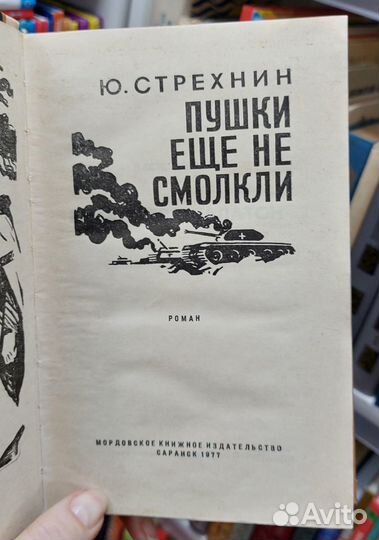 Ю. СТРЕХНИН
ПУШКИ
ЕЩЕ НЕ
СМОЛКЛИ
РОМАН
МОРДОВСКОЕ КНИЖНОЕ ИЗДАТЕЛЬСТВО
САРАНСК 1977
Avito